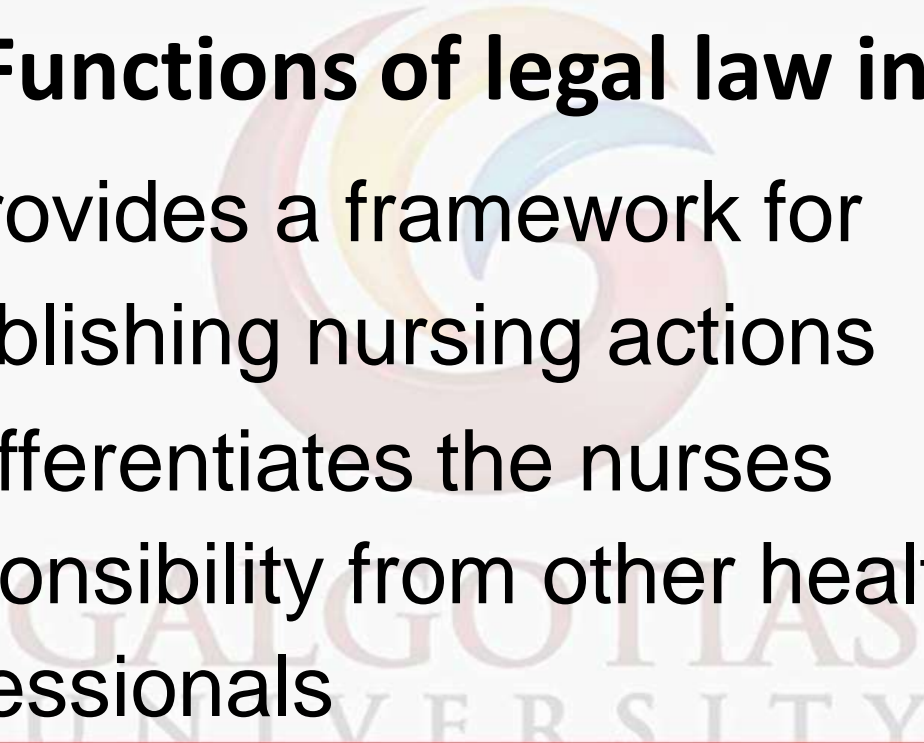 Functions of legal law in
rovides a framework for
blishing nursing actions
fferentiates the nurses
onsibility from other heal
essionals
GALGOTIAS
UNIVERSITY